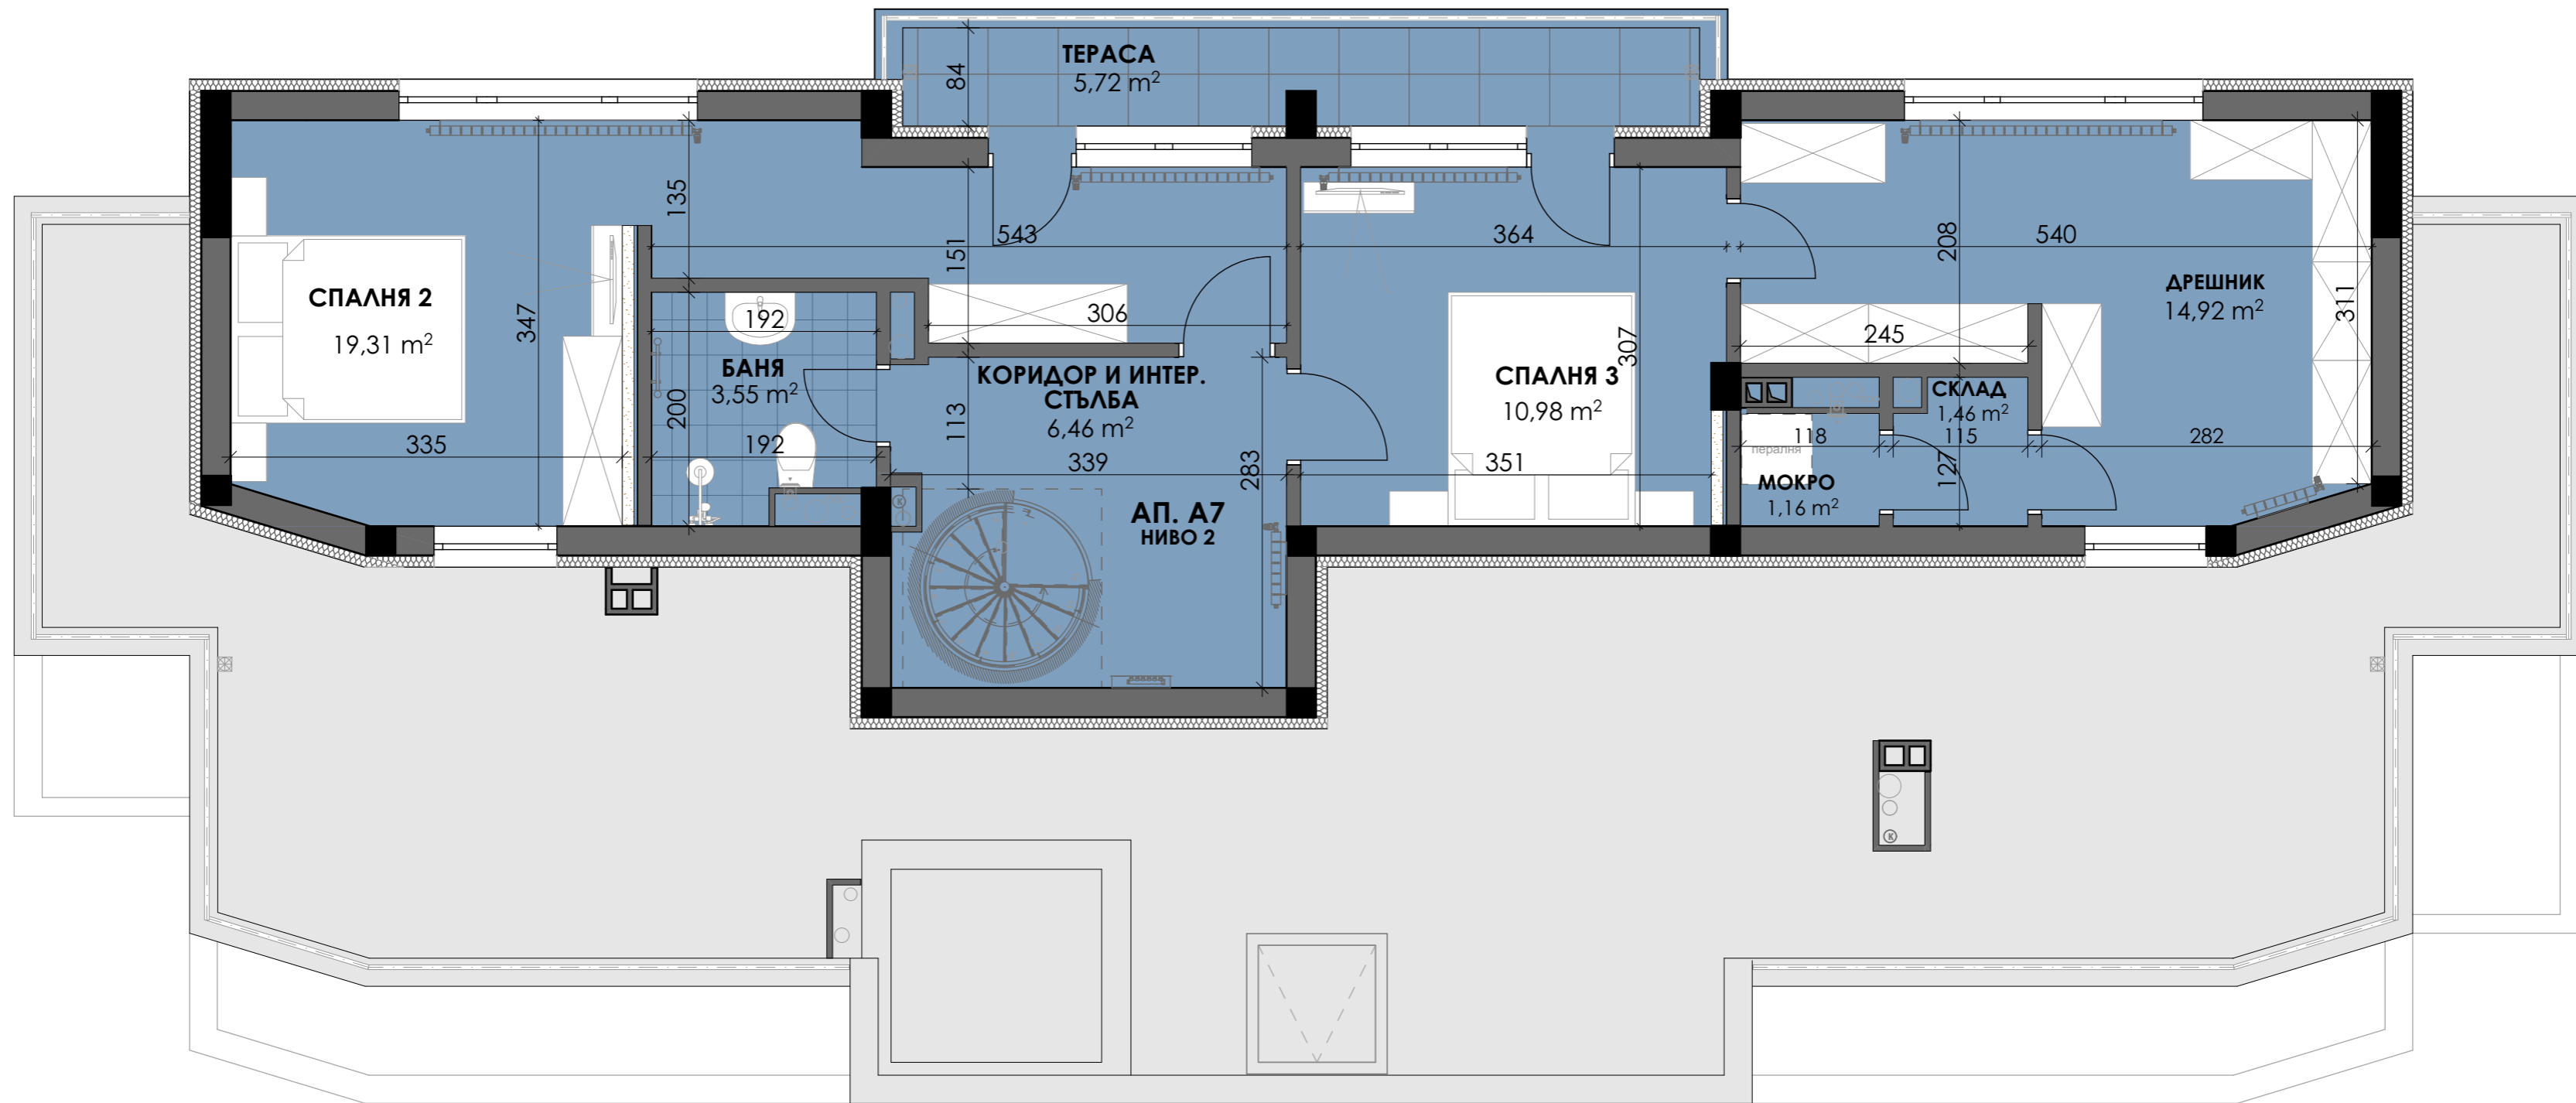 ТЕРАСА
5,72 m²
84
135
543
151
364
208
540
СПАЛНЯ 2
19,31 m²
347
335
192
БАНЯ
3,55 m²
200
192
306
КОРИДОР И ИНТЕР.
СТЪЛБА
6,46 m²
113
339
283
АП. А7
НИВО 2
СПАЛНЯ 3
10,98 m²
307
351
ДРЕШНИК
14,92 m²
311
245
СКЛАД
1,46 m²
118
115
282
пералня
127
МОКРО
1,16 m²
K
K